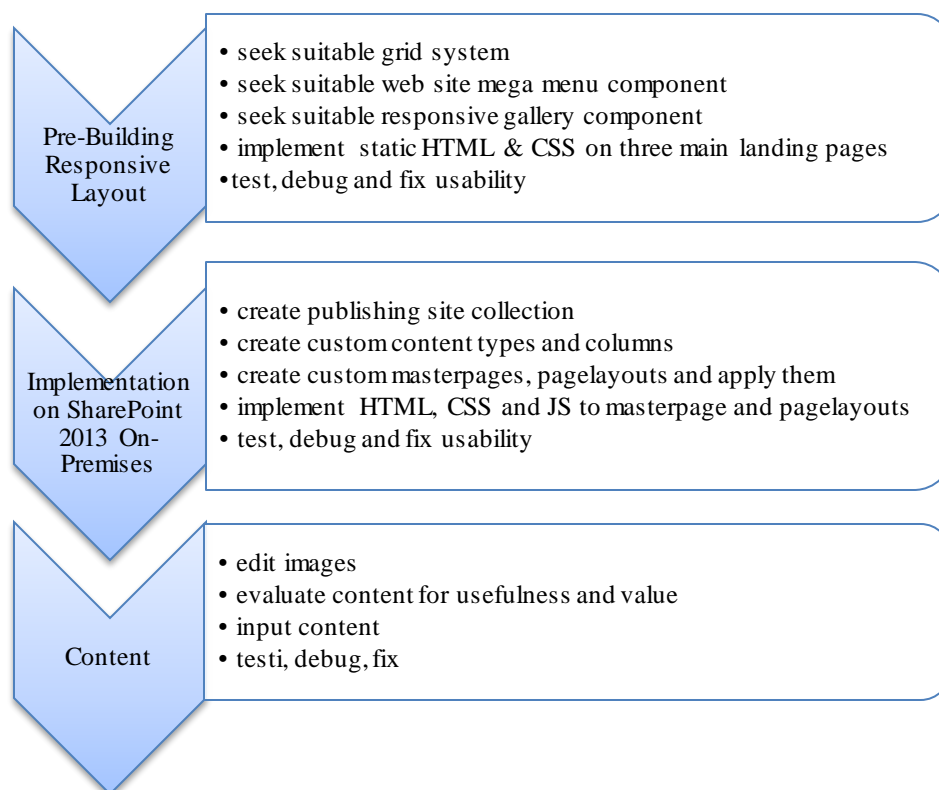 Pre-Building
Responsive
Layout
• seek suitable grid system
• seek suitable web site mega menu component
• seek suitable responsive gallery component
• implement static HTML & CSS on three main landing pages
• test, debug and fix usability
Implementation
on SharePoint
2013 On-
Premises
• create publishing site collection
• create custom content types and columns
• create custom masterpages, pagelayouts and apply them
• implement HTML, CSS and JS to masterpage and pagelayouts
• test, debug and fix usability
Content
• edit images
• evaluate content for usefulness and value
• input content
• testi, debug, fix